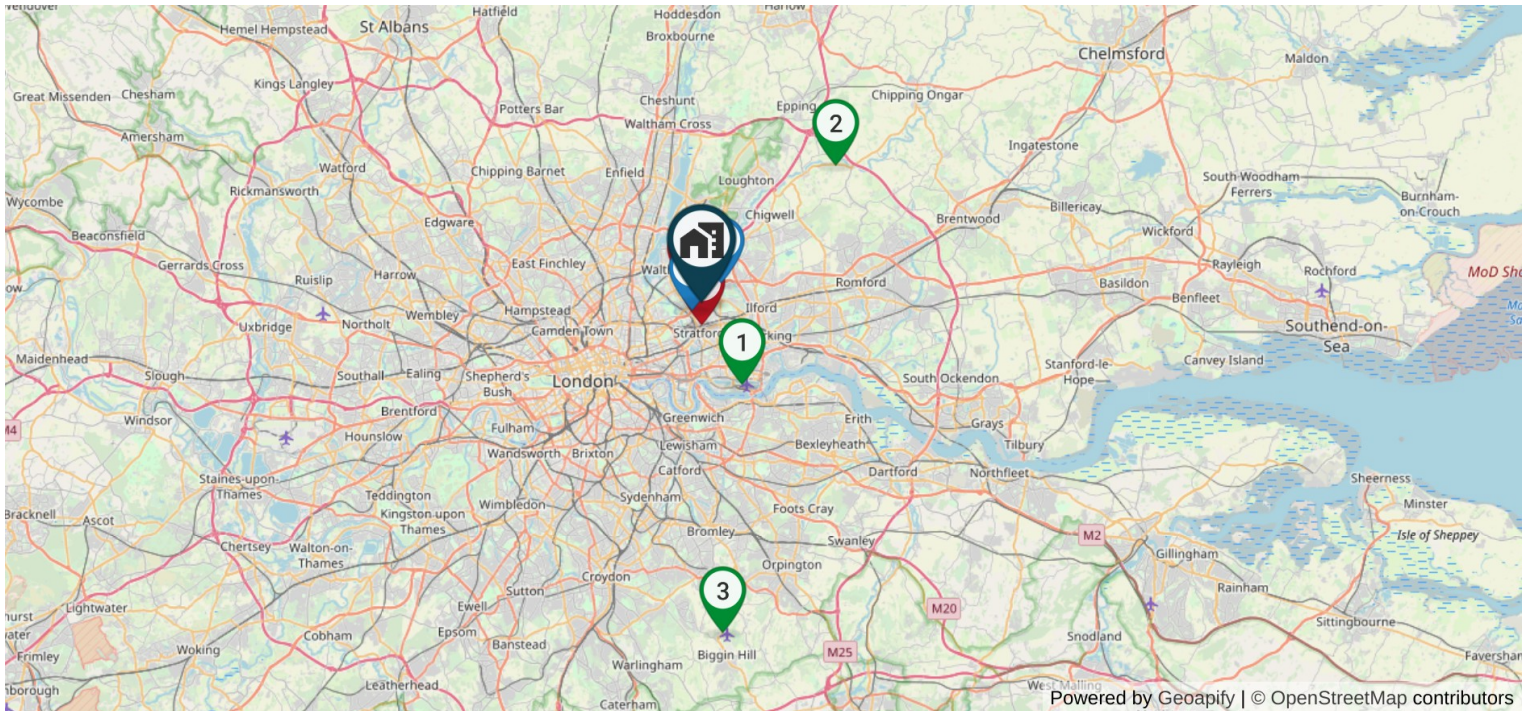 Hatfield
Hoddesdon
St Albans
Hemel Hempstead
Broxbourne
Chelmsford
Maldon
Kings Langley
Great Missenden
Chesham
Cheshunt
Epping
Chipping Ongar
Potters Bar
Waltham Cross
2
Amersham
Ingatestone
Watford
Chipping Barnet
Enfield
Loughton
South Woodham
Ferrers
Rickmansworth
Wycombe
Burnham-
on-Crouch
Billericay
Chigwell
Brentwood
Edgware
Wickford
Beaconsfield
Gerrards Cross
East Finchley
Rayleigh
Rochford
MoD Sho
Ruislip
Harrow
Romford
Basildon
Benfleet
Hampstead
Ilford
Wembley
Northolt
Uxbridge
Camden Town
Stratford
king
Southend-on-
Sea
1
Maidenhead
Slough
Southall
Ealing
Shepherd's
Bush
London
South Ockendon
Stanford-le-
Hope
Canvey Island
Windsor
Brentford
Greenwich
Erith
Grays
M4
Fulham
Hounslow
Lewisham
Bexleyheath
Tilbury
Wandsworth
Brixton
Catford
Dartford
Northfleet
Staines-upon-
Thames
Sheerness
Teddington
Sydenham
Minster
Kingston upon
Thames
Wimbledon
Foots Cray
Bracknell
Ascot
Bromley
Swanley
M2
Isle of Sheppey
Chertsey
Walton-on-
Thames
Gillingham
Orpington
Croydon
Sutton
3
Rainham
Lightwater
Ewell
M20
Sittingbourne
Cobham
Epsom
Banstead
Snodland
Woking
Biggin Hill
M25
Faversham
Frimley
Warlingham
Leatherhead
West Malling
Caterham
Powered by Geoapify | © OpenStreetMap contributors